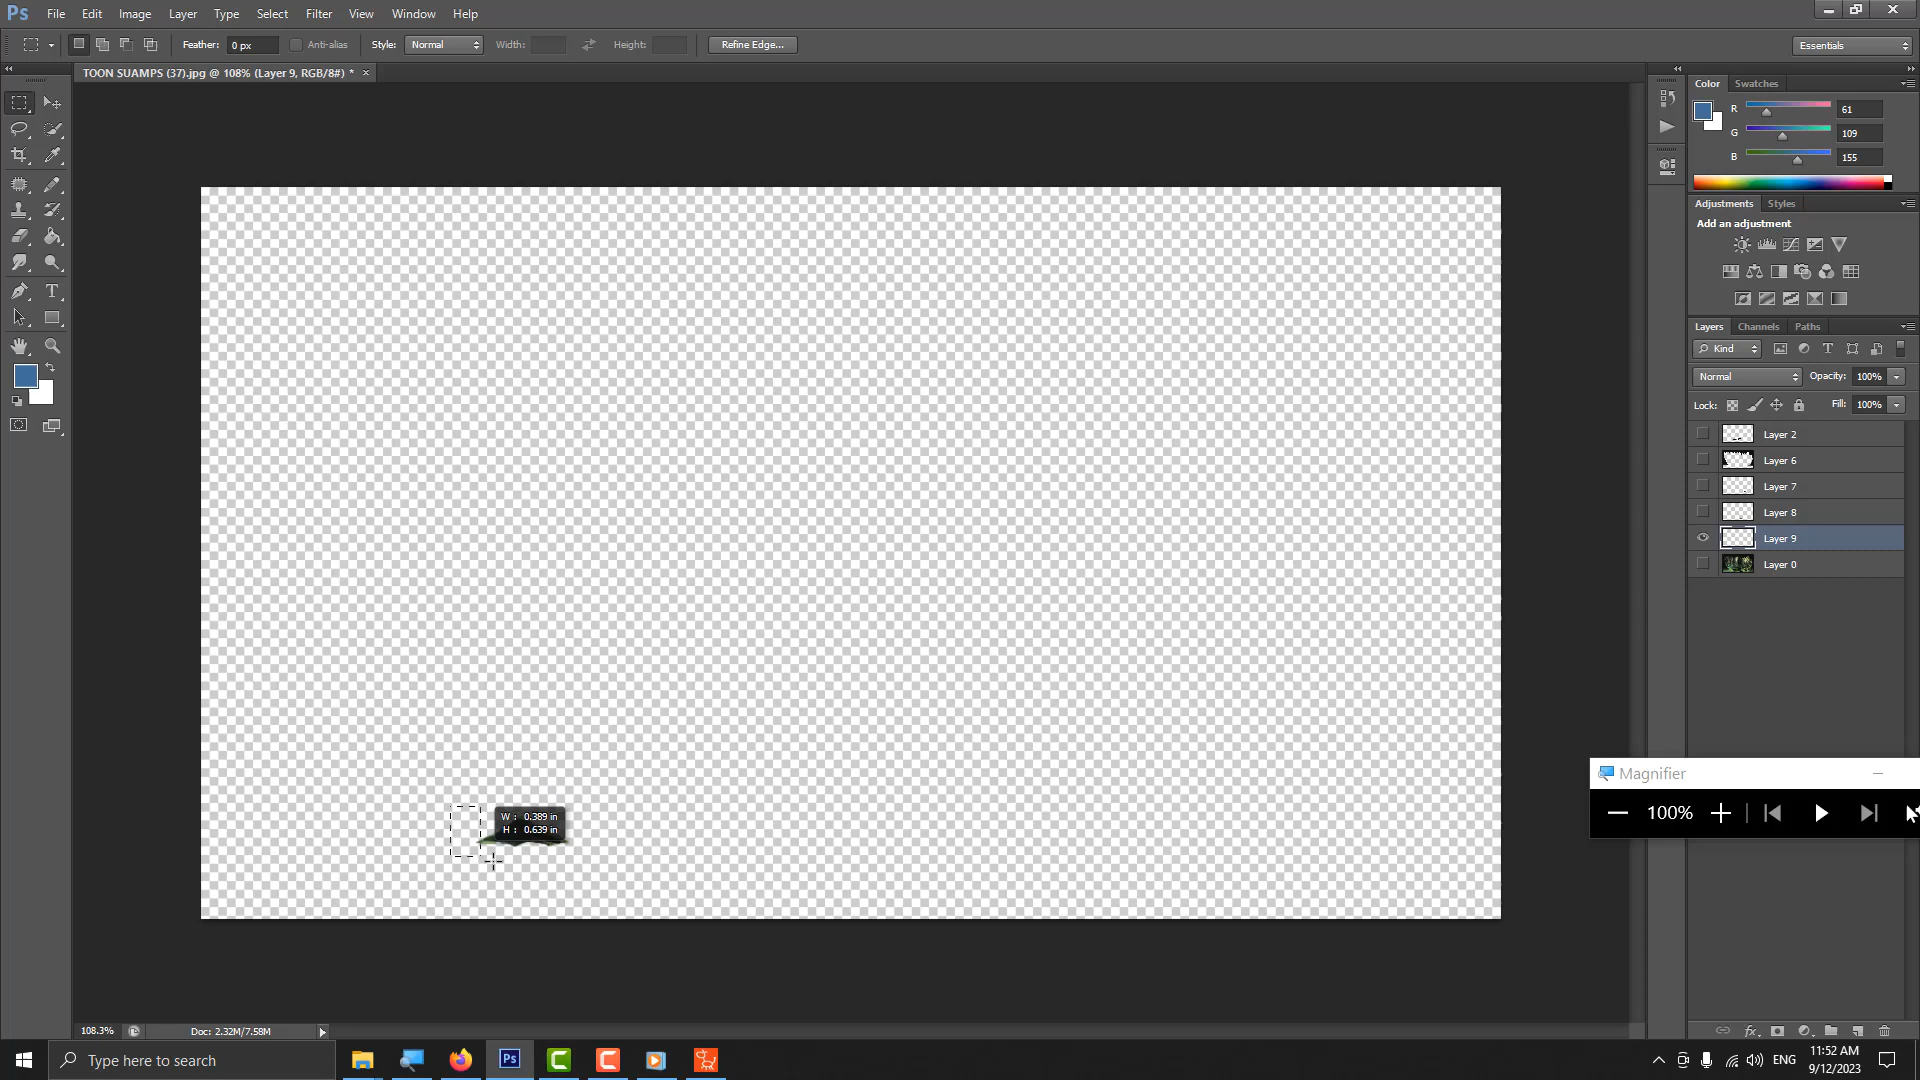 Ps File Edit Image Layer Type Select Filter View Window Help
Feather: 0 px Anti-alias Style: Normal Width: Height: Refine Edge... Essentials
TOON SUAMPS (37).jpg @ 108% (Layer 9, RGB/8#) * ×
Color Swatches
R 61
G 109
B 155
Adjustments Styles
Add an adjustment
Layers Channels Paths
Kind
Normal Opacity: 100%
Lock: Fill: 100%
Layer 2
Layer 6
Layer 7
Layer 8
Layer 9
Layer 0
W : 0.389 in
H : 0.639 in
Magnifier
100%
108.3% Doc: 2.32M/7.58M
Type here to search
Ps
ENG
11:52 AM
9/12/2023